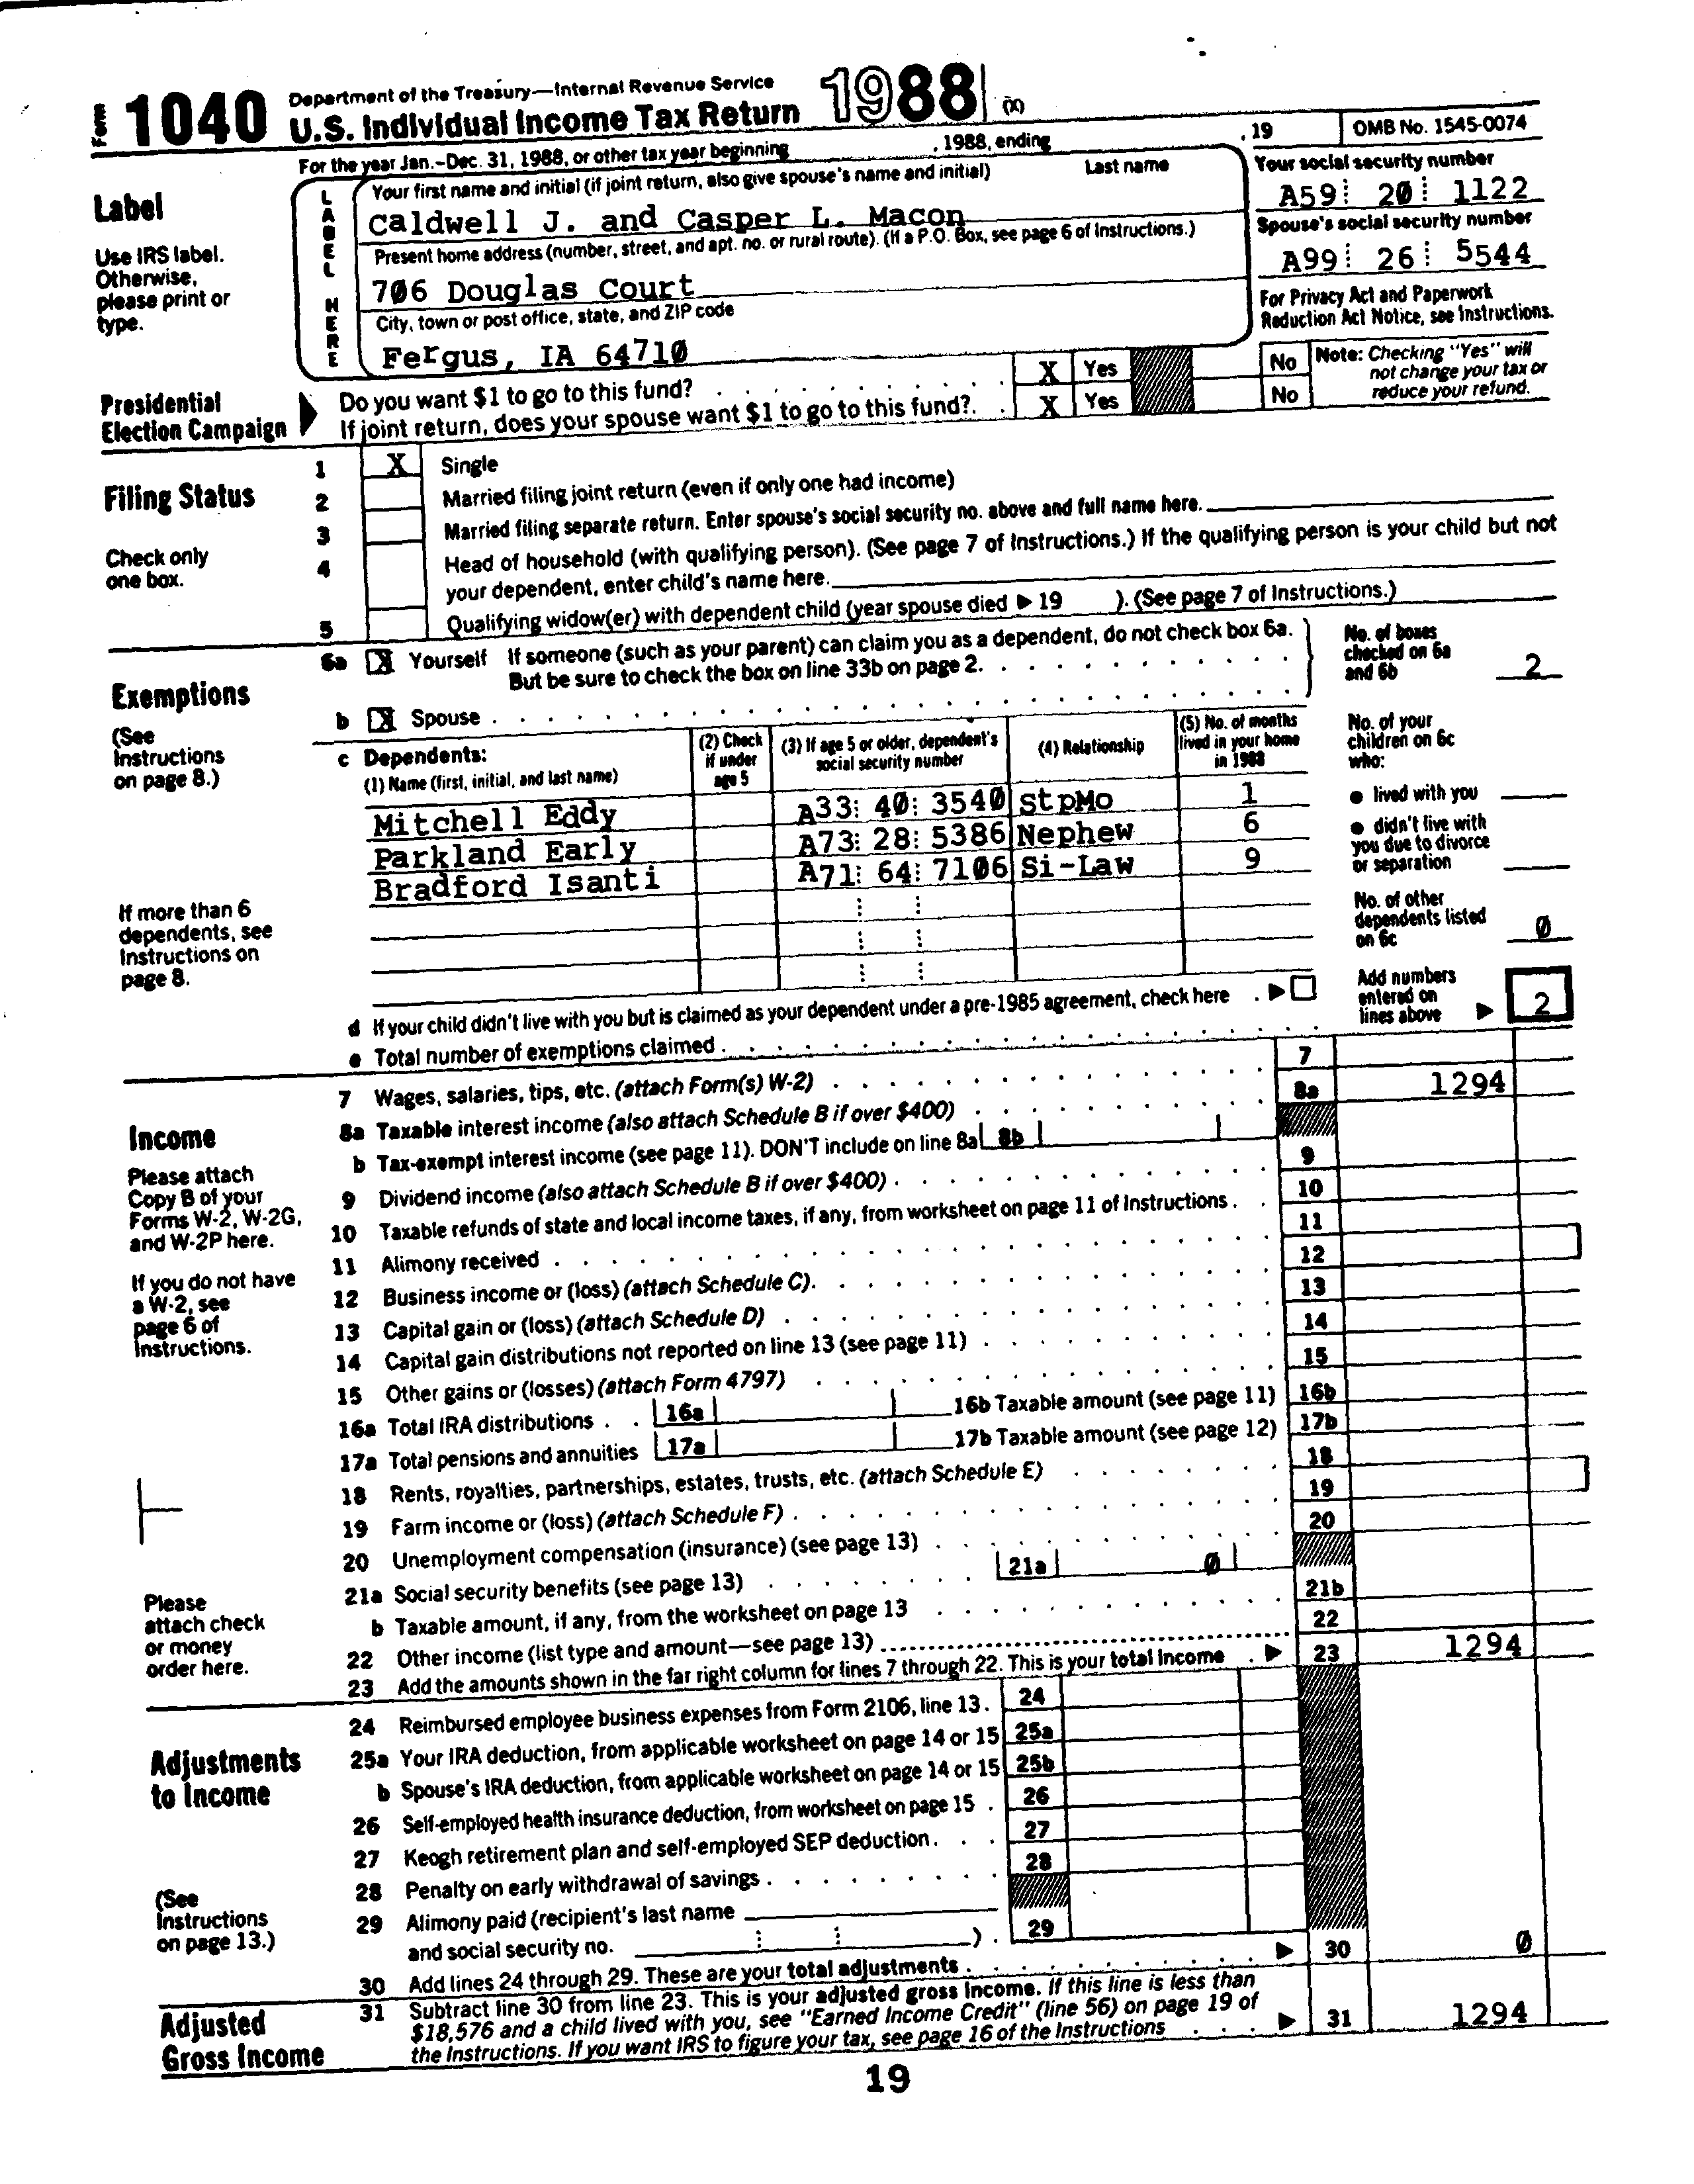 Form 1040 Department of the Treasury—Internal Revenue Service
U.S. Individual Income Tax Return 1988 (X)
For the year Jan.–Dec. 31, 1988, or other tax year beginning , 1988, ending , 19 OMB No. 1545-0074
Label
Use IRS label.
Otherwise,
please print or
type.
LABEL HERE
Your first name and initial (if joint return, also give spouse's name and initial) Last name
Caldwell J. and Casper L. Macon
Your social security number
A59 20 1122
Present home address (number, street, and apt. no. or rural route). (If a P.O. Box, see page 6 of Instructions.)
706 Douglas Court
Spouse's social security number
A99 26 5544
City, town or post office, state, and ZIP code
Fergus, IA 64710
For Privacy Act and Paperwork
Reduction Act Notice, see Instructions.
Presidential
Election Campaign
Do you want $1 to go to this fund? X Yes No
If joint return, does your spouse want $1 to go to this fund? X Yes No
Note: Checking "Yes" will
not change your tax or
reduce your refund.
Filing Status
Check only
one box.
1 X Single
2 Married filing joint return (even if only one had income)
3 Married filing separate return. Enter spouse's social security no. above and full name here.
4 Head of household (with qualifying person). (See page 7 of Instructions.) If the qualifying person is your child but not
your dependent, enter child's name here.
5 Qualifying widow(er) with dependent child (year spouse died ▶ 19 ). (See page 7 of Instructions.)
Exemptions
(See
Instructions
on page 8.)
If more than 6
dependents, see
Instructions on
page 8.
6a X Yourself If someone (such as your parent) can claim you as a dependent, do not check box 6a.
But be sure to check the box on line 33b on page 2.
b X Spouse
No. of boxes
checked on 6a
and 6b 2
c Dependents:
(1) Name (first, initial, and last name)
(2) Check
if under
age 5
(3) If age 5 or older, dependent's
social security number
(4) Relationship
(5) No. of months
lived in your home
in 1988
Mitchell Eddy A33 40 3540 StpMo 1
Parkland Early A73 28 5386 Nephew 6
Bradford Isanti A71 64 7106 Si-Law 9
No. of your
children on 6c
who:
● lived with you
● didn't live with
you due to divorce
or separation
No. of other
dependents listed
on 6c 0
d If your child didn't live with you but is claimed as your dependent under a pre-1985 agreement, check here . ▶
e Total number of exemptions claimed
Add numbers
entered on
lines above ▶ 2
Income
Please attach
Copy B of your
Forms W-2, W-2G,
and W-2P here.
If you do not have
a W-2, see
page 6 of
Instructions.
Please
attach check
or money
order here.
7 Wages, salaries, tips, etc. (attach Form(s) W-2) 7
8a Taxable interest income (also attach Schedule B if over $400) 8a 1294
b Tax-exempt interest income (see page 11). DON'T include on line 8a 8b
9 Dividend income (also attach Schedule B if over $400) 9
10 Taxable refunds of state and local income taxes, if any, from worksheet on page 11 of Instructions 10
11 Alimony received 11
12 Business income or (loss) (attach Schedule C) 12
13 Capital gain or (loss) (attach Schedule D) 13
14 Capital gain distributions not reported on line 13 (see page 11) 14
15 Other gains or (losses) (attach Form 4797) 15
16a Total IRA distributions 16a 16b Taxable amount (see page 11) 16b
17a Total pensions and annuities 17a 17b Taxable amount (see page 12) 17b
18 Rents, royalties, partnerships, estates, trusts, etc. (attach Schedule E) 18
19 Farm income or (loss) (attach Schedule F) 19
20 Unemployment compensation (insurance) (see page 13) 20
21a Social security benefits (see page 13) 21a 0
b Taxable amount, if any, from the worksheet on page 13 21b
22 Other income (list type and amount—see page 13) 22
23 Add the amounts shown in the far right column for lines 7 through 22. This is your total income . ▶ 23 1294
Adjustments
to Income
(See
Instructions
on page 13.)
24 Reimbursed employee business expenses from Form 2106, line 13. 24
25a Your IRA deduction, from applicable worksheet on page 14 or 15 25a
b Spouse's IRA deduction, from applicable worksheet on page 14 or 15 25b
26 Self-employed health insurance deduction, from worksheet on page 15 26
27 Keogh retirement plan and self-employed SEP deduction 27
28 Penalty on early withdrawal of savings 28
29 Alimony paid (recipient's last name
and social security no. ). 29
30 Add lines 24 through 29. These are your total adjustments ▶ 30 0
Adjusted
Gross Income
31 Subtract line 30 from line 23. This is your adjusted gross income. If this line is less than
$18,576 and a child lived with you, see "Earned Income Credit" (line 56) on page 19 of
the Instructions. If you want IRS to figure your tax, see page 16 of the Instructions ▶ 31 1294
19